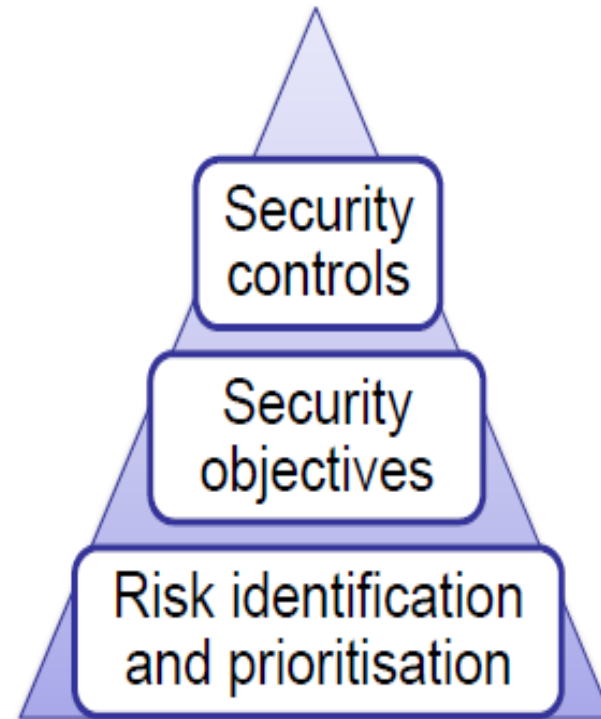 Security
controls
Security
objectives
Risk identification
and prioritisation